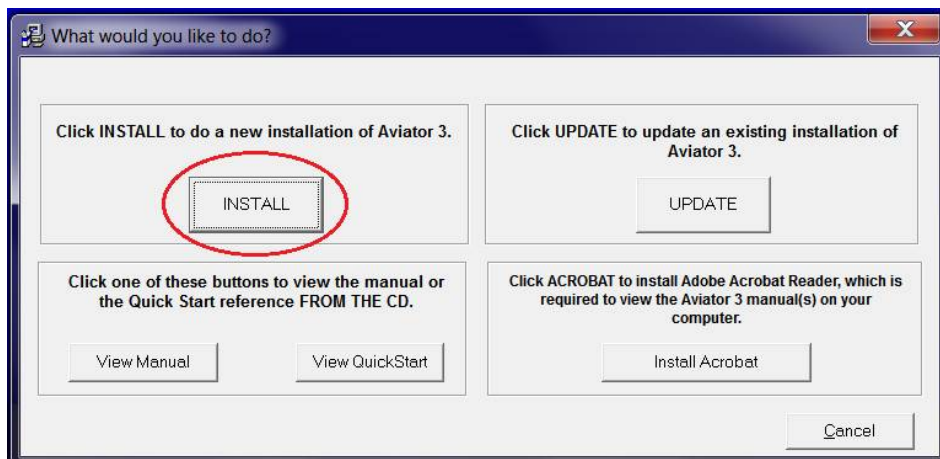 What would you like to do?
X
Click INSTALL to do a new installation of Aviator 3.
INSTALL
Click UPDATE to update an existing installation of
Aviator 3.
UPDATE
Click one of these buttons to view the manual or
the Quick Start reference FROM THE CD.
View Manual
View QuickStart
Click ACROBAT to install Adobe Acrobat Reader, which is
required to view the Aviator 3 manual(s) on your
computer.
Install Acrobat
Cancel